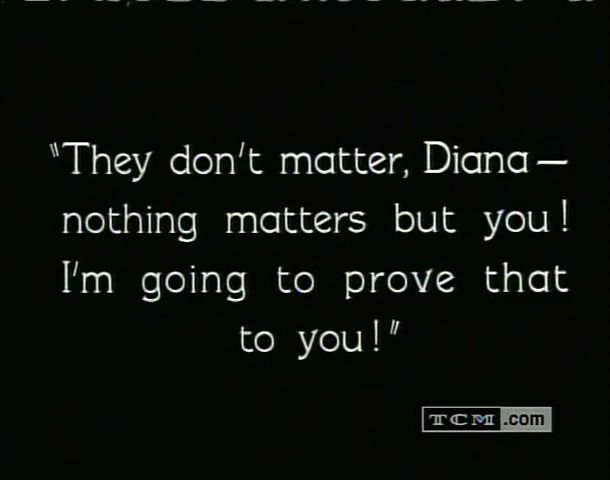 "They don't matter, Diana—
nothing matters but you!
I'm going to prove that
to you!"
TCM.com